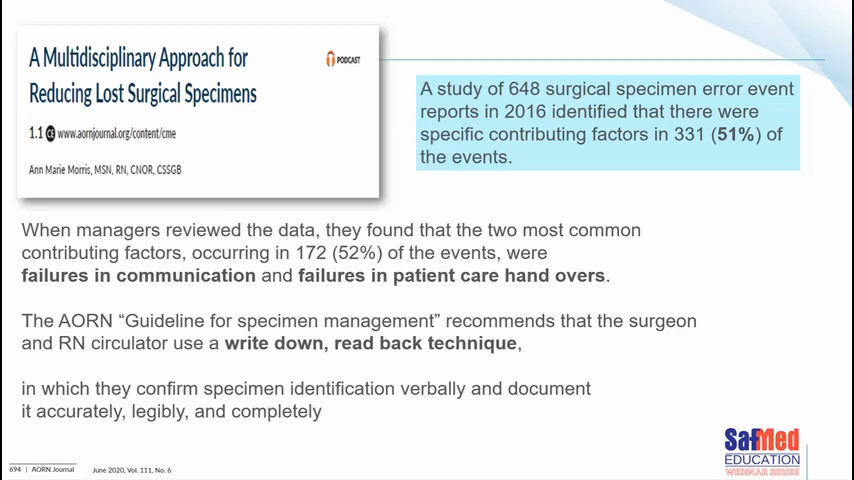 A Multidisciplinary Approach for
Reducing Lost Surgical Specimens
PODCAST
1.1 CE www.aornjournal.org/content/cme
Ann Marie Morris, MSN, RN, CNOR, CSSGB
A study of 648 surgical specimen error event
reports in 2016 identified that there were
specific contributing factors in 331 (51%) of
the events.
When managers reviewed the data, they found that the two most common
contributing factors, occurring in 172 (52%) of the events, were
failures in communication and failures in patient care hand overs.
The AORN “Guideline for specimen management” recommends that the surgeon
and RN circulator use a write down, read back technique,
in which they confirm specimen identification verbally and document
it accurately, legibly, and completely
SafMed
EDUCATION
WEBINAR SERIES
694 | AORN Journal June 2020, Vol. 111, No. 6